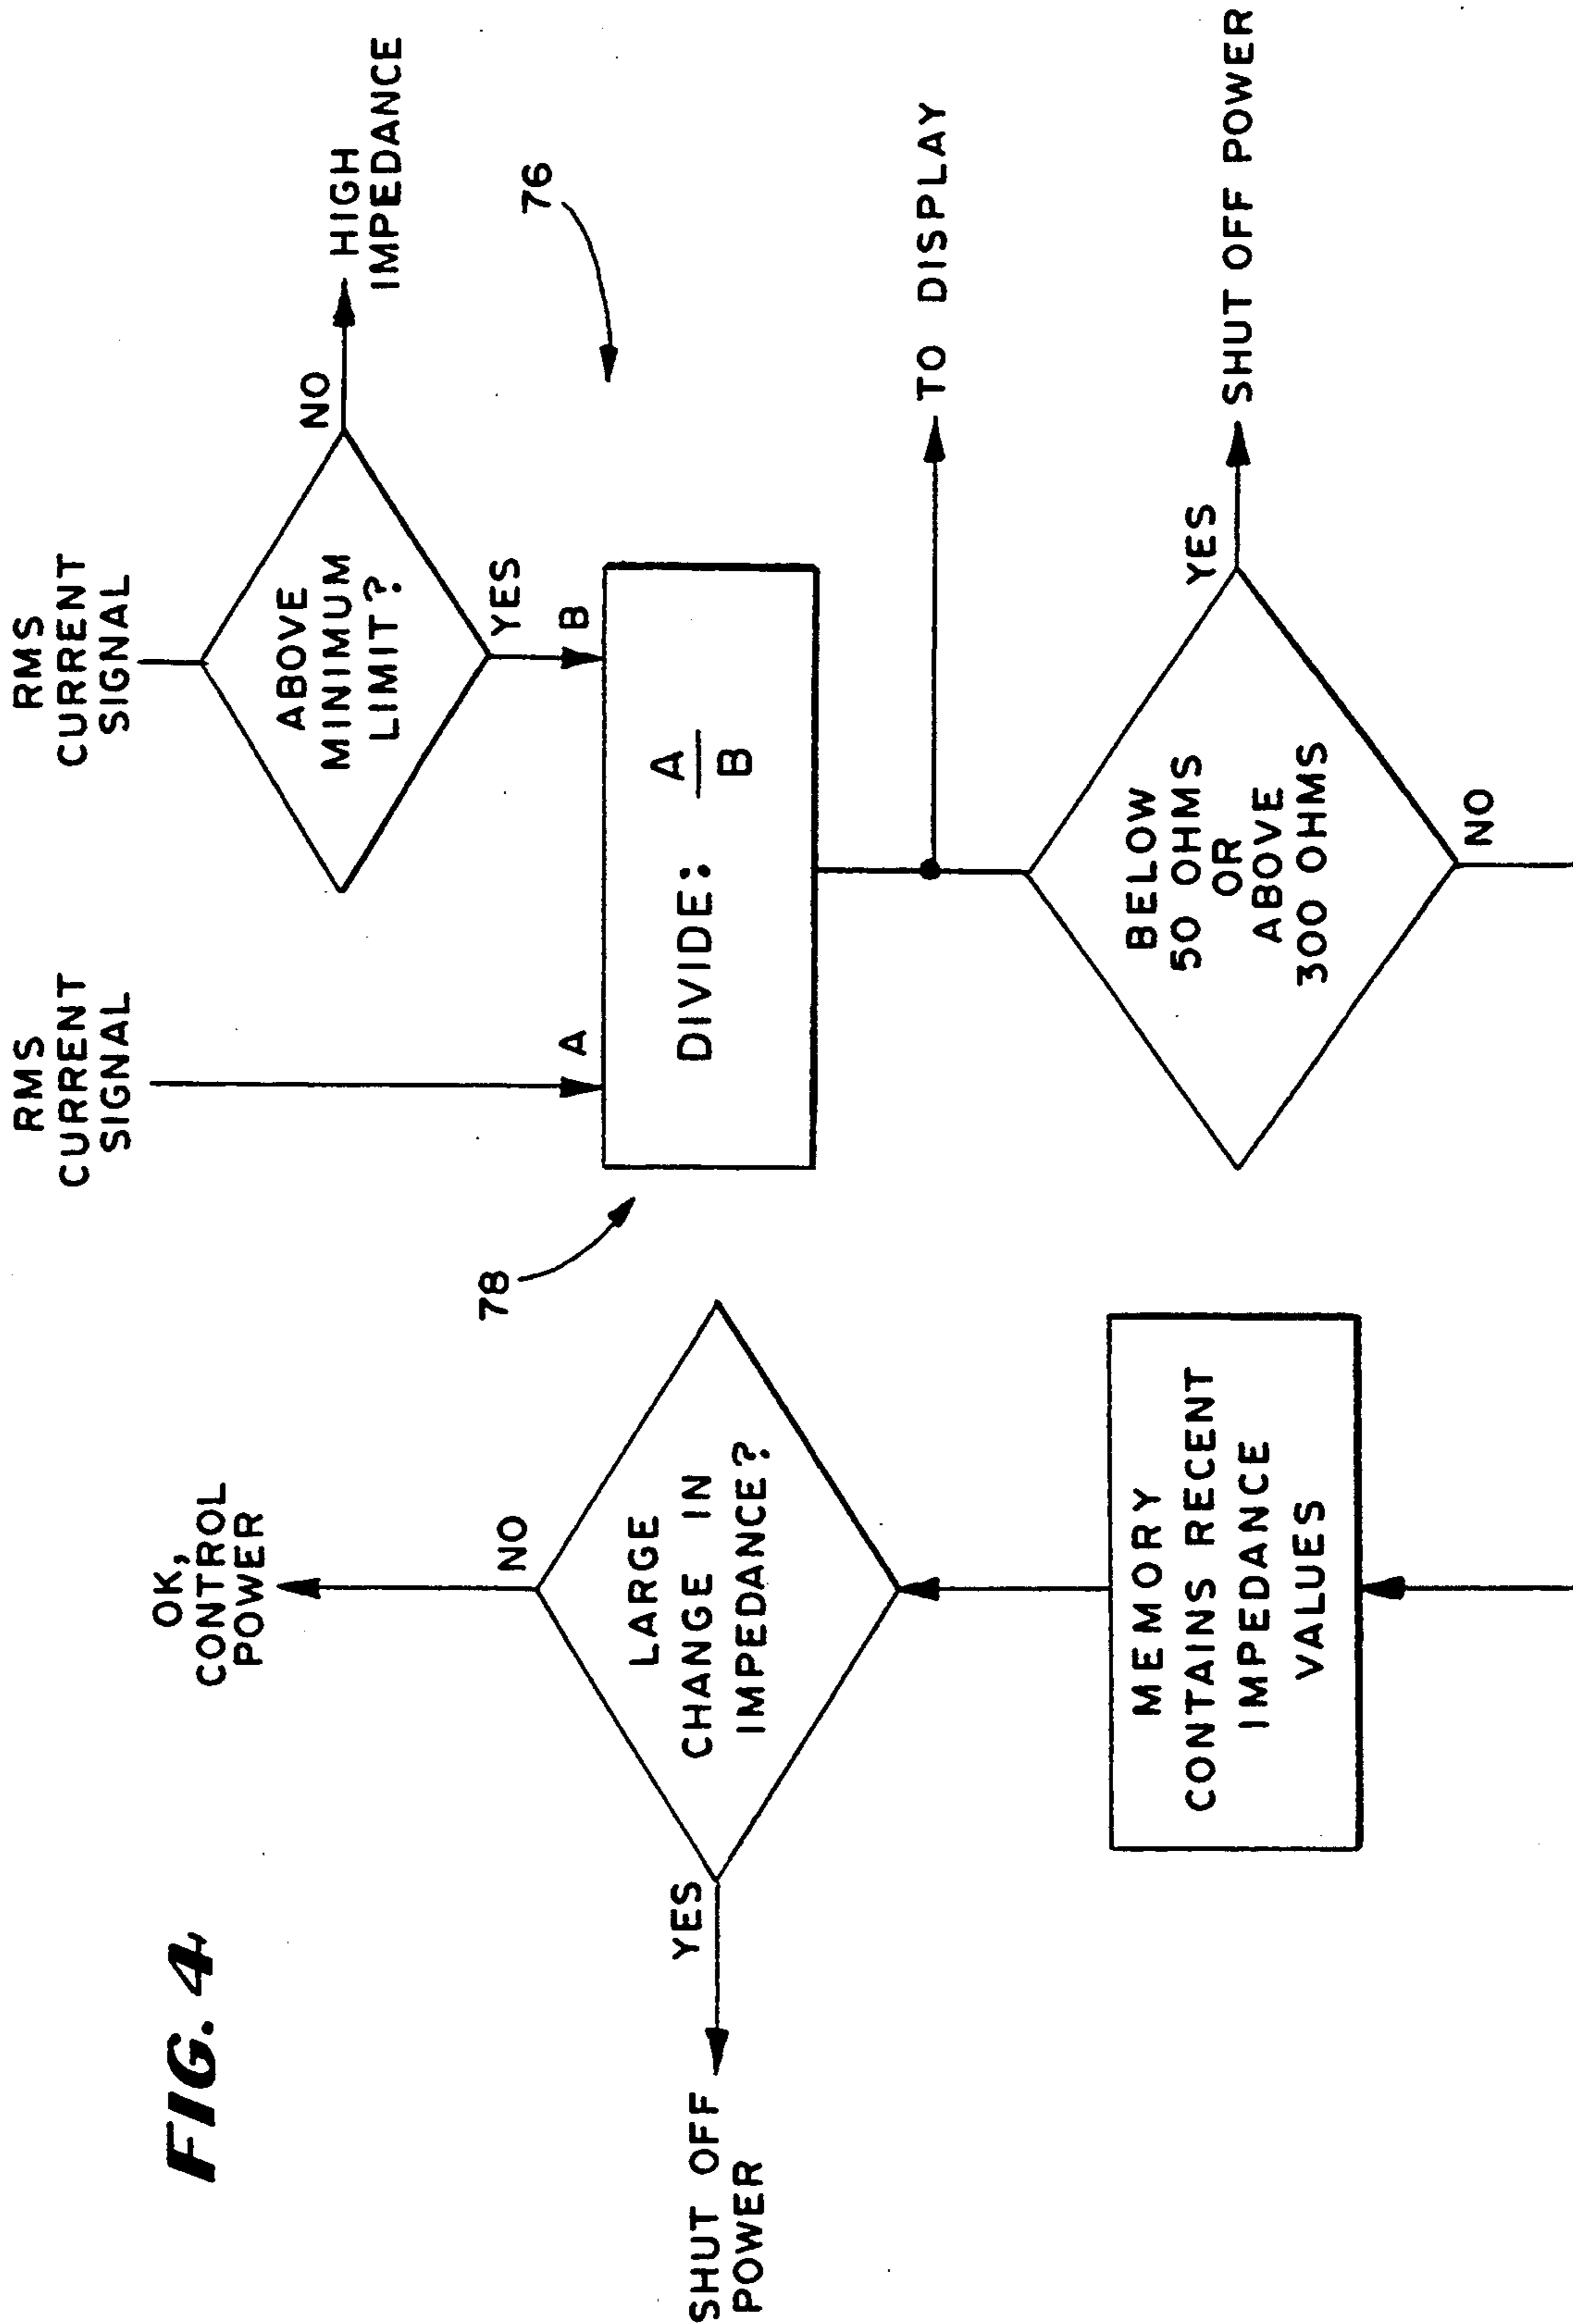 FIG. 4
OK,
CONTROL
POWER
NO
LARGE
CHANGE IN
IMPEDANCE?
YES
SHUT OFF
POWER
MEMORY
CONTAINS RECENT
IMPEDANCE
VALUES
RMS
CURRENT
SIGNAL
A
78
RMS
CURRENT
SIGNAL
ABOVE
MINIMUM
LIMIT?
NO
HIGH
IMPEDANCE
YES
B
76
DIVIDE: A
B
TO DISPLAY
BELOW
50 OHMS
OR
ABOVE
300 OHMS
YES
SHUT OFF POWER
NO